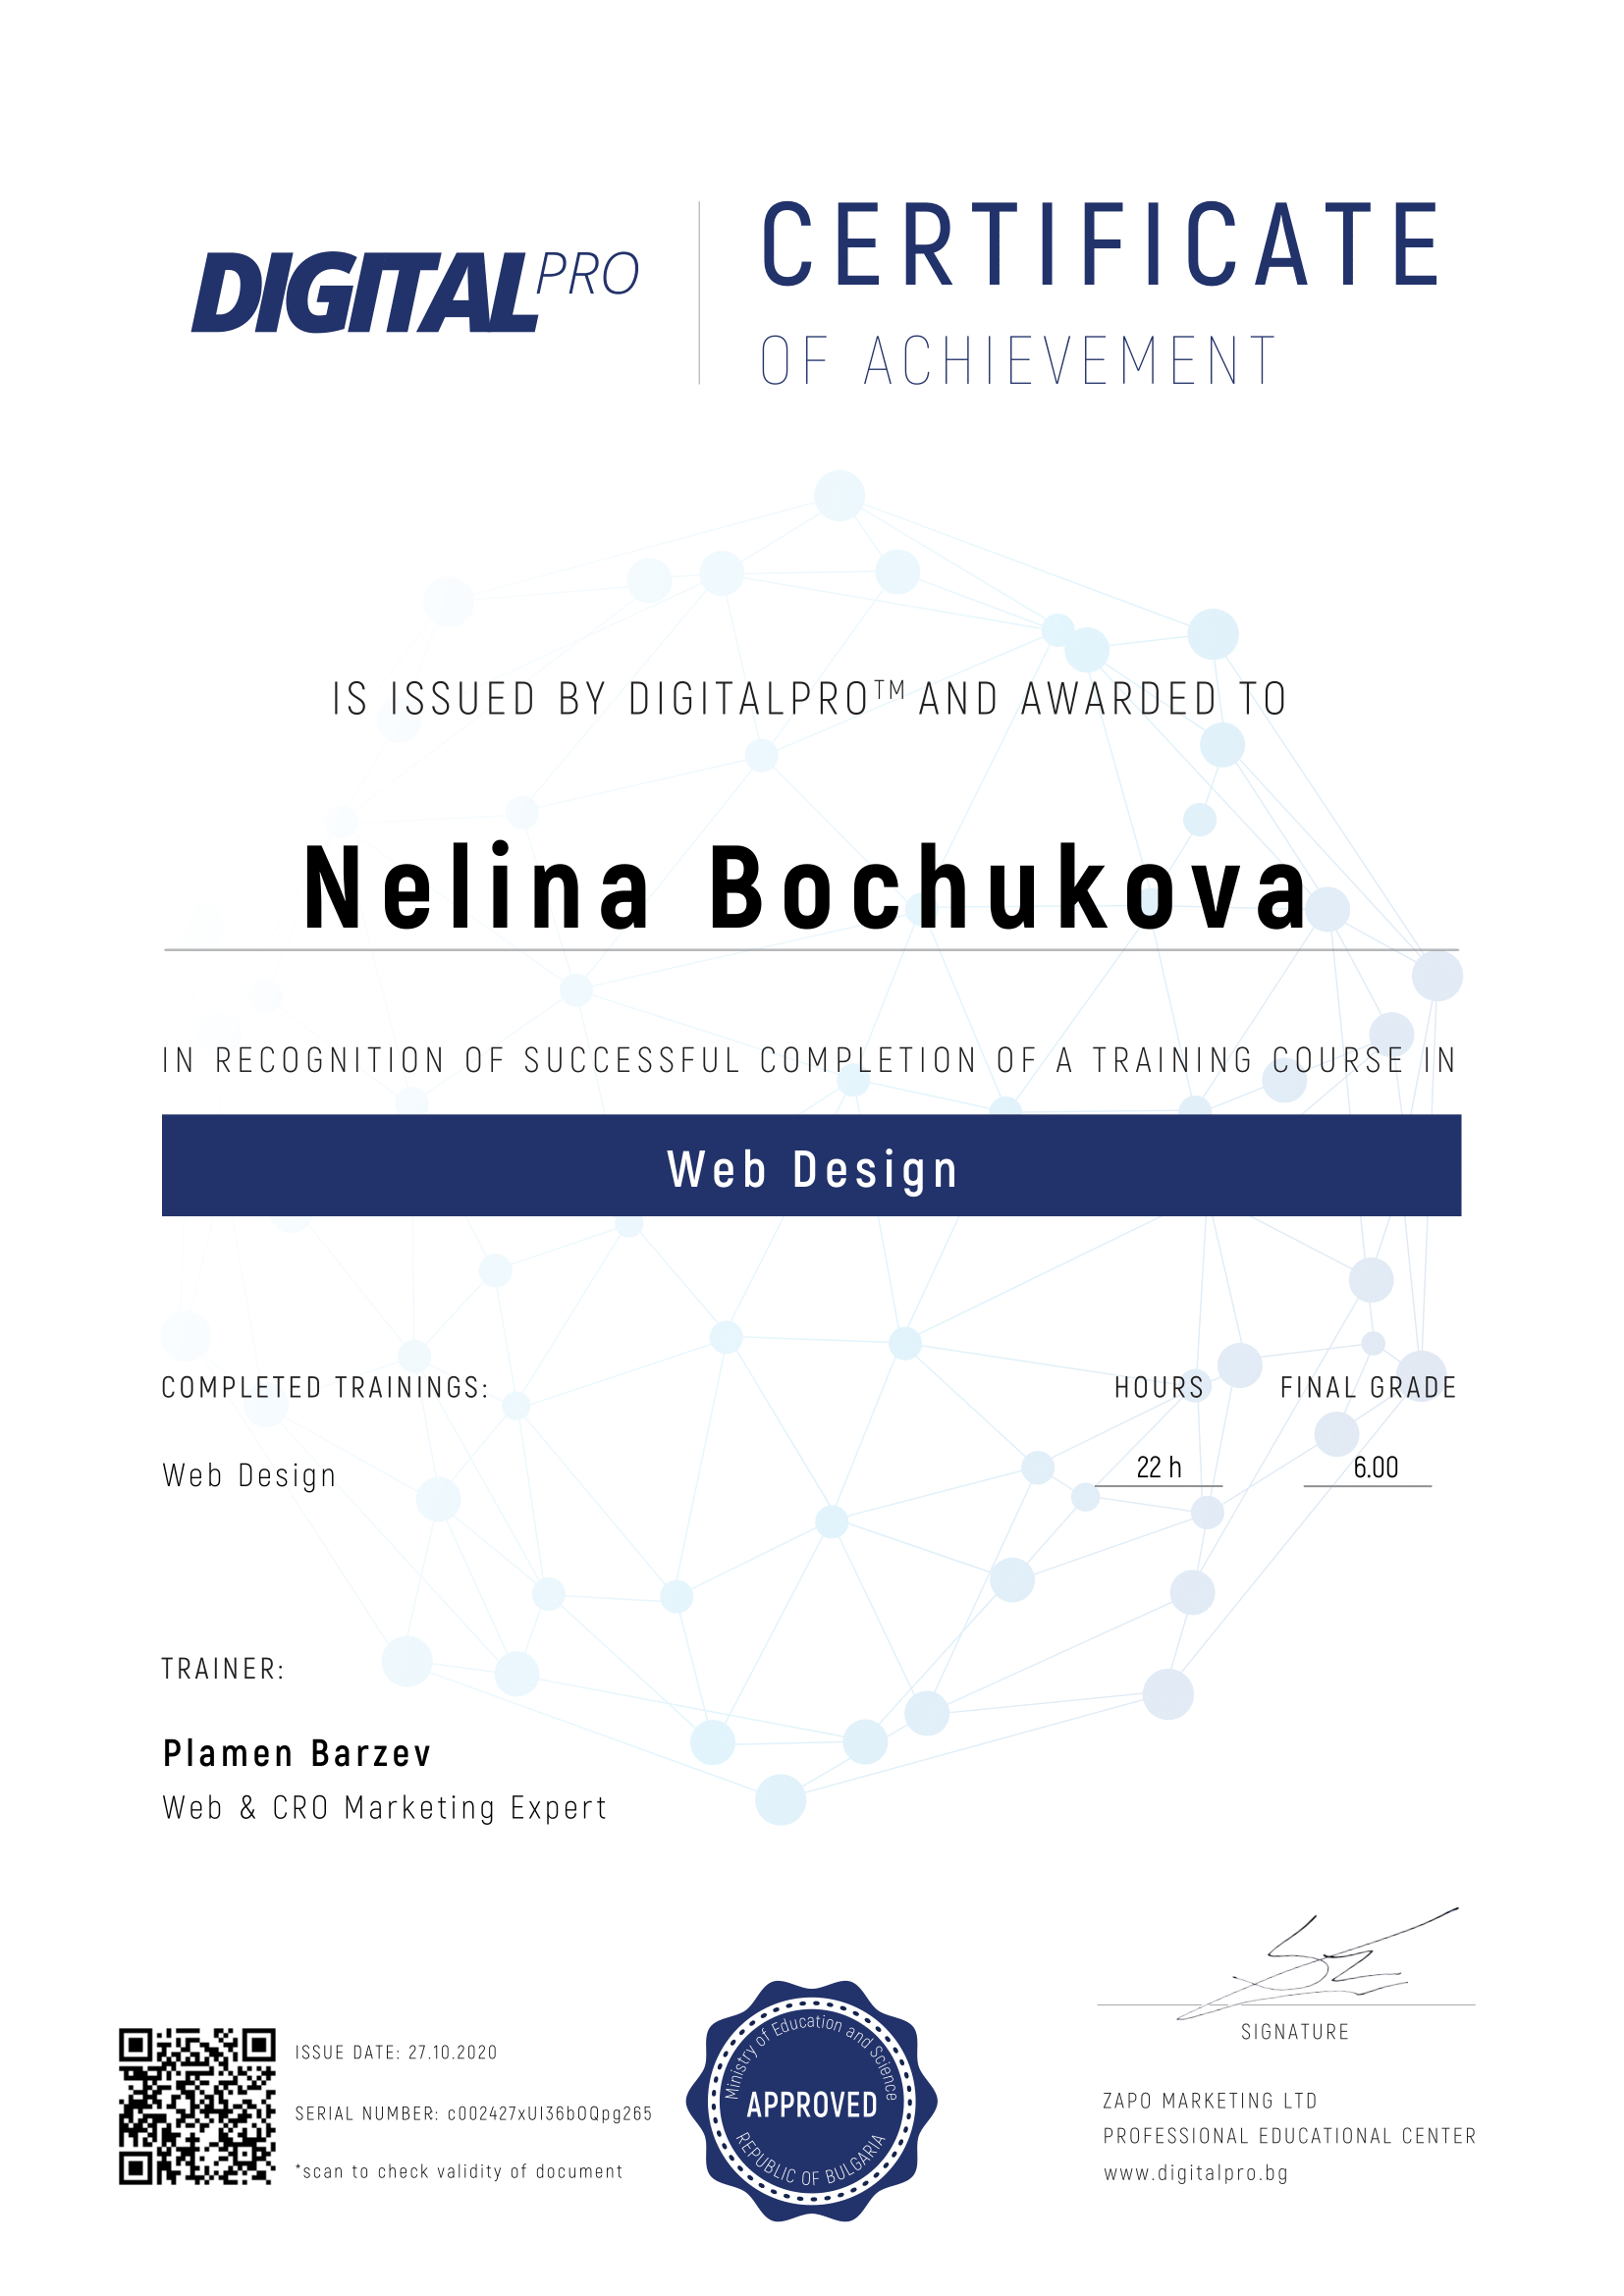 DIGITAL PRO
CERTIFICATE
OF ACHIEVEMENT
IS ISSUED BY DIGITALPRO™ AND AWARDED TO
Nelina Bochukova
IN RECOGNITION OF SUCCESSFUL COMPLETION OF A TRAINING COURSE IN
Web Design
COMPLETED TRAININGS: HOURS FINAL GRADE
Web Design 22 h 6.00
TRAINER:
Plamen Barzev
Web & CRO Marketing Expert
ISSUE DATE: 27.10.2020
SERIAL NUMBER: c002427xUI36bOQpg265
*scan to check validity of document
Ministry of Education and Science
APPROVED
REPUBLIC OF BULGARIA
SIGNATURE
ZAPO MARKETING LTD
PROFESSIONAL EDUCATIONAL CENTER
www.digitalpro.bg